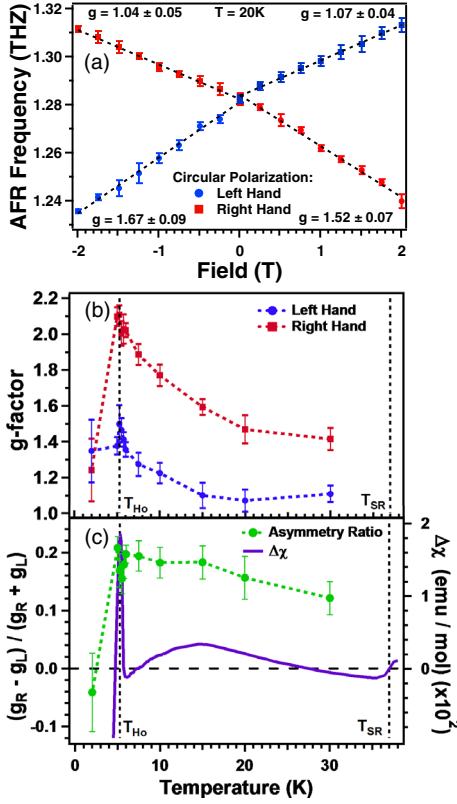 g = 1.04 ± 0.05 T = 20K g = 1.07 ± 0.04
(a)
AFR Frequency (THZ)
1.32
1.30
1.28
1.26
1.24
Circular Polarization:
Left Hand
Right Hand
g = 1.67 ± 0.09 g = 1.52 ± 0.07
-2 -1 0 1 2
Field (T)
(b)
g-factor
2.2
2.0
1.8
1.6
1.4
1.2
1.0
Left Hand
Right Hand
THo
TSR
(c)
(gR - gL) / (gR + gL)
0.2
0.1
0.0
-0.1
Asymmetry Ratio
Δχ
2
1
0
Δχ
(emu / mol) (x10²)
THo
TSR
5 10 15 20 25 30 35
Temperature (K)